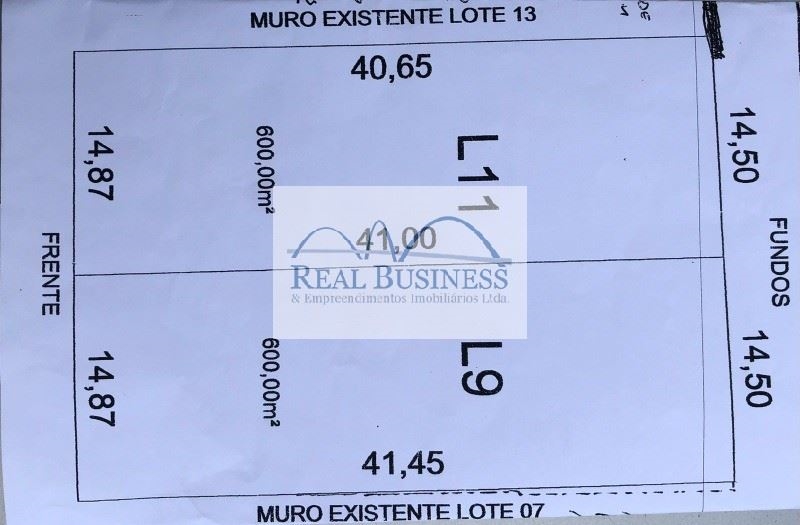 MURO EXISTENTE LOTE 13
DE
40,65
14,87
600,00m²
L11
14,50
41,00
REAL BUSINESS
& Empreendimentos Imobiliários Ltda.
FRENTE
FUNDOS
14,87
600,00m²
L9
14,50
41,45
MURO EXISTENTE LOTE 07